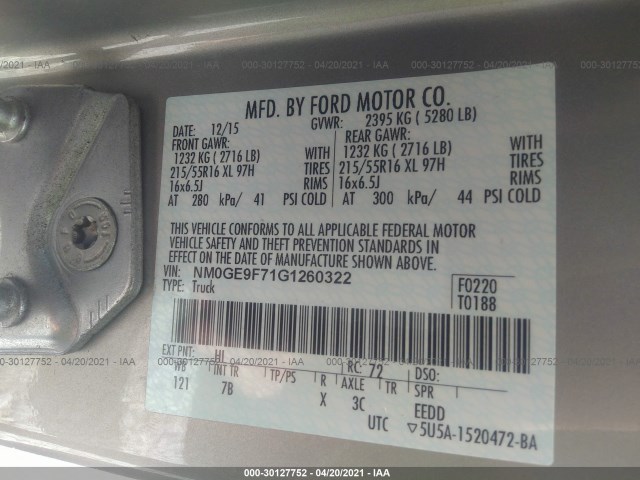 000-30127752 - 04/20/2021 - IAA
MFD. BY FORD MOTOR CO.
DATE: 12/15 GVWR: 2395 KG ( 5280 LB)
FRONT GAWR: REAR GAWR:
1232 KG ( 2716 LB) WITH 1232 KG ( 2716 LB) WITH
215/55R16 XL 97H TIRES 215/55R16 XL 97H TIRES
16x6.5J RIMS 16x6.5J RIMS
AT 280 kPa/ 41 PSI COLD AT 300 kPa/ 44 PSI COLD
THIS VEHICLE CONFORMS TO ALL APPLICABLE FEDERAL MOTOR
VEHICLE SAFETY AND THEFT PREVENTION STANDARDS IN
EFFECT ON THE DATE OF MANUFACTURE SHOWN ABOVE.
VIN: NM0GE9F71G1260322 F0220
TYPE: Truck T0188
EXT PNT: HL RC: 72 DSO:
WB INT TR TP/PS R AXLE TR SPR
121 7B X 3C EEDD
UTC ▽5U5A-1520472-BA
000-30127752 - 04/20/2021 - IAA